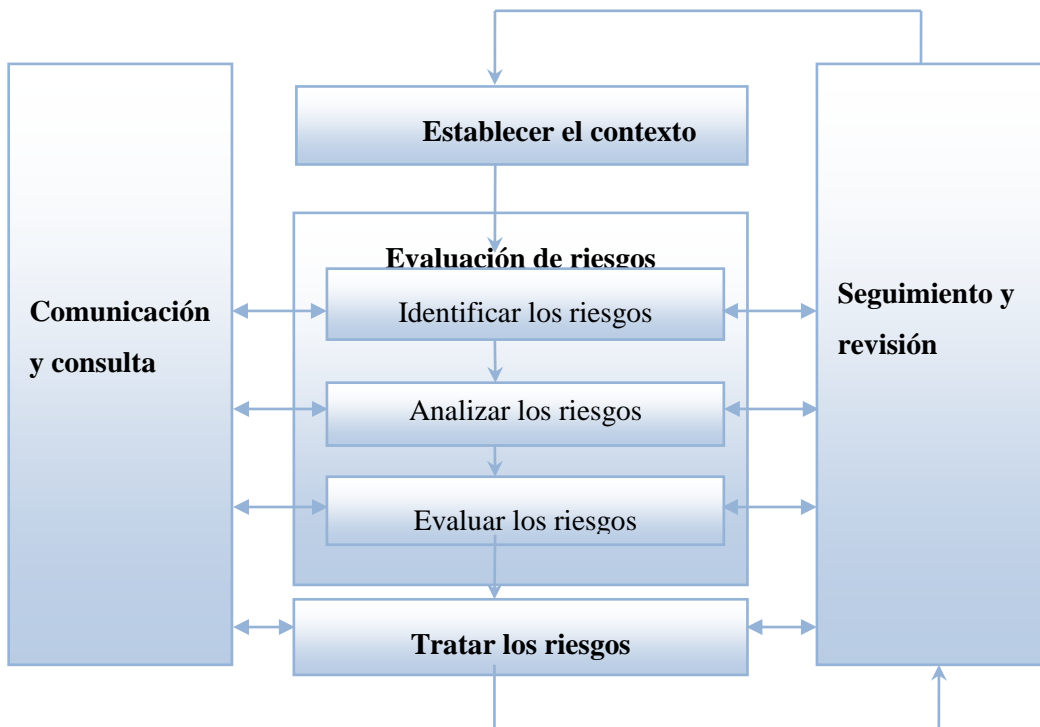 Establecer el contexto
Evaluación de riesgos
Comunicación
y consulta
Identificar los riesgos
Analizar los riesgos
Evaluar los riesgos
Tratar los riesgos
Seguimiento y
revisión